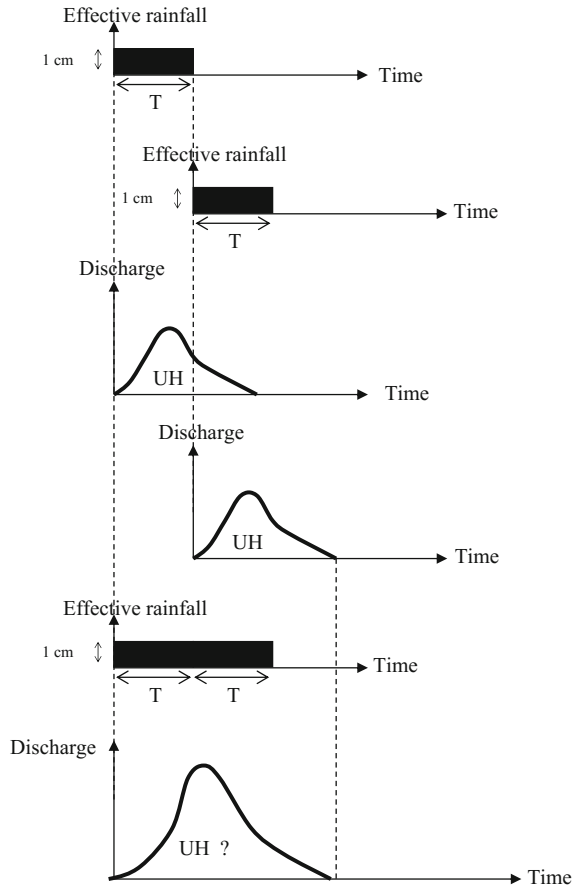 Effective rainfall
1 cm
Time
T
Effective rainfall
1 cm
Time
T
Discharge
UH
Time
Discharge
UH
Time
Effective rainfall
1 cm
Time
T T
Discharge
UH ?
Time